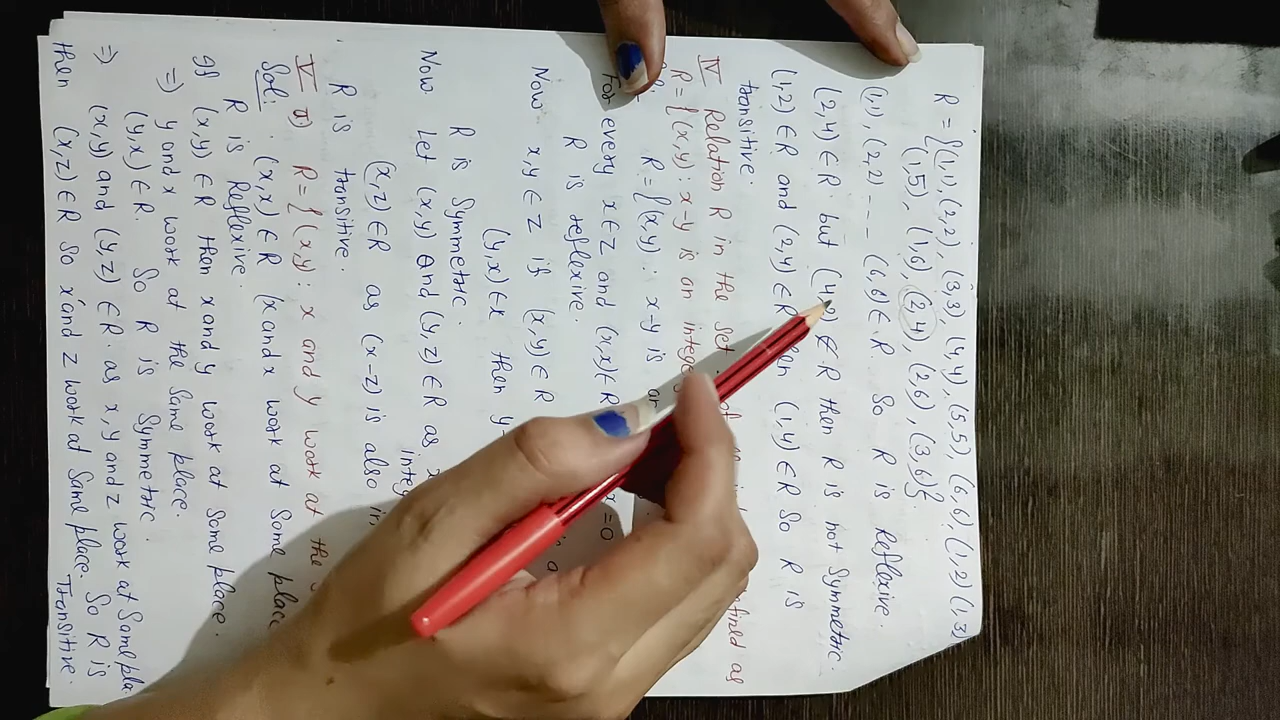 R = {(1,1), (2,2), (3,3), (4,4), (5,5), (6,6), (1,2) (1,3)
(1,5), (1,6), (2,4), (2,6), (3,6)}
(1,1), (2,2) --- (6,6) ∈ R. So R is Reflexive.
(2,4) ∈ R but (4,2) ∉ R then R is not Symmetric.
(1,2) ∈ R and (2,4) ∈ R then (1,4) ∈ R So R is
transitive.
IV Relation R in the Set of as
R = {(x,y): x-y is an
R = {(x,y): x-y is
For every x ∈ Z and (x,x) ∈ R x = 0
R is reflexive.
Now x,y ∈ Z if (x,y) ∈ R
(y,x) ∈ x then y-
R is Symmetric.
Now Let (x,y) and (y,z) ∈ R as
(x,z) ∈ R as (x-z) is also
R is transitive.
V a) R = { (x,y): x and y work at the
Sol: (x,x) ∈ R (x and x work at Same place
R is Reflexive.
If (x,y) ∈ R then x and y work at Same place.
⇒ y and x work at the Same place.
(y,x) ∈ R. So R is Symmetric.
⇒ (x,y) and (y,z) ∈ R. as x,y and z work at Same pla
then (x,z) ∈ R So x and z work at Same place. So R is
Transitive.